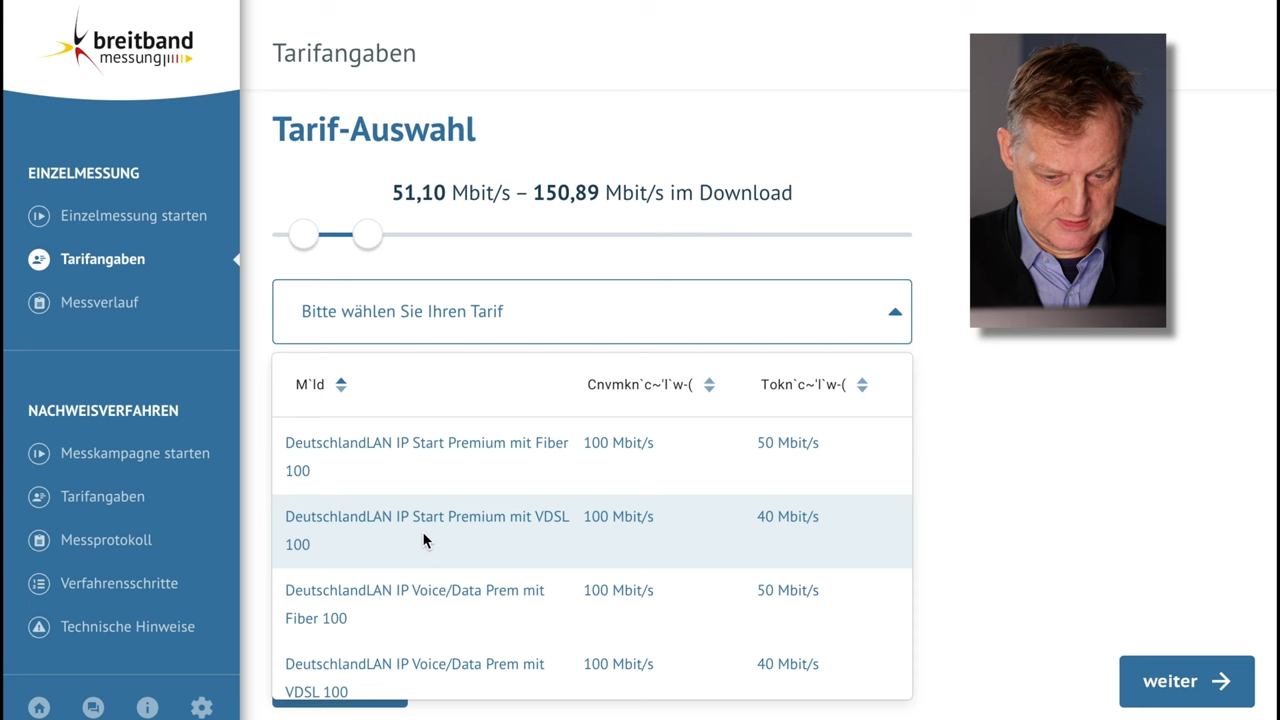 breitband
messung
Tarifangaben
Tarif-Auswahl
51,10 Mbit/s – 150,89 Mbit/s im Download
EINZELMESSUNG
Einzelmessung starten
Tarifangaben
Messverlauf
NACHWEISVERFAHREN
Messkampagne starten
Tarifangaben
Messprotokoll
Verfahrensschritte
Technische Hinweise
Bitte wählen Sie Ihren Tarif
M`ld Cnvmkn`c~'l`w-( Tokn`c~'l`w-(
DeutschlandLAN IP Start Premium mit Fiber 100 Mbit/s 50 Mbit/s
100
DeutschlandLAN IP Start Premium mit VDSL 100 Mbit/s 40 Mbit/s
100
DeutschlandLAN IP Voice/Data Prem mit 100 Mbit/s 50 Mbit/s
Fiber 100
DeutschlandLAN IP Voice/Data Prem mit 100 Mbit/s 40 Mbit/s
VDSL 100
weiter